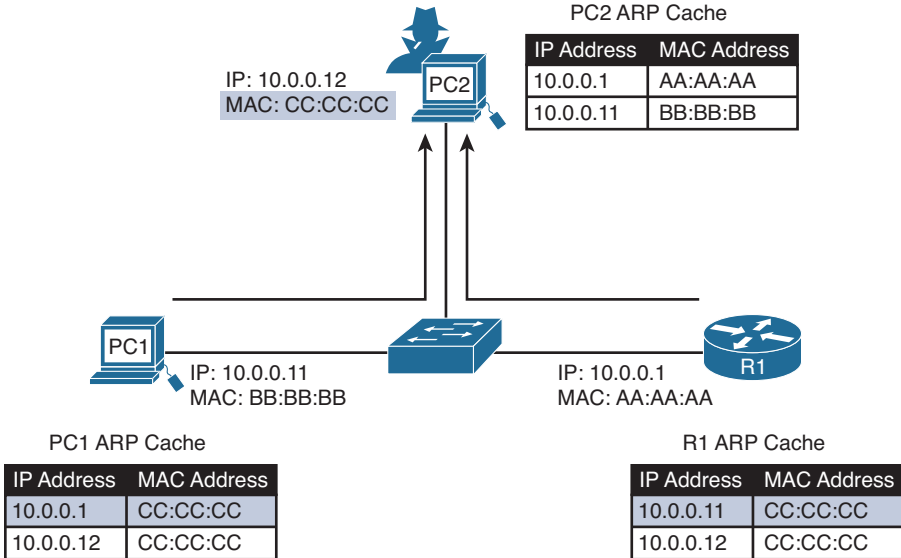 PC2 ARP Cache
IP Address MAC Address
10.0.0.1 AA:AA:AA
10.0.0.11 BB:BB:BB
IP: 10.0.0.12
MAC: CC:CC:CC
PC2
PC1
IP: 10.0.0.11
MAC: BB:BB:BB
IP: 10.0.0.1
MAC: AA:AA:AA
R1
PC1 ARP Cache
IP Address MAC Address
10.0.0.1 CC:CC:CC
10.0.0.12 CC:CC:CC
R1 ARP Cache
IP Address MAC Address
10.0.0.11 CC:CC:CC
10.0.0.12 CC:CC:CC